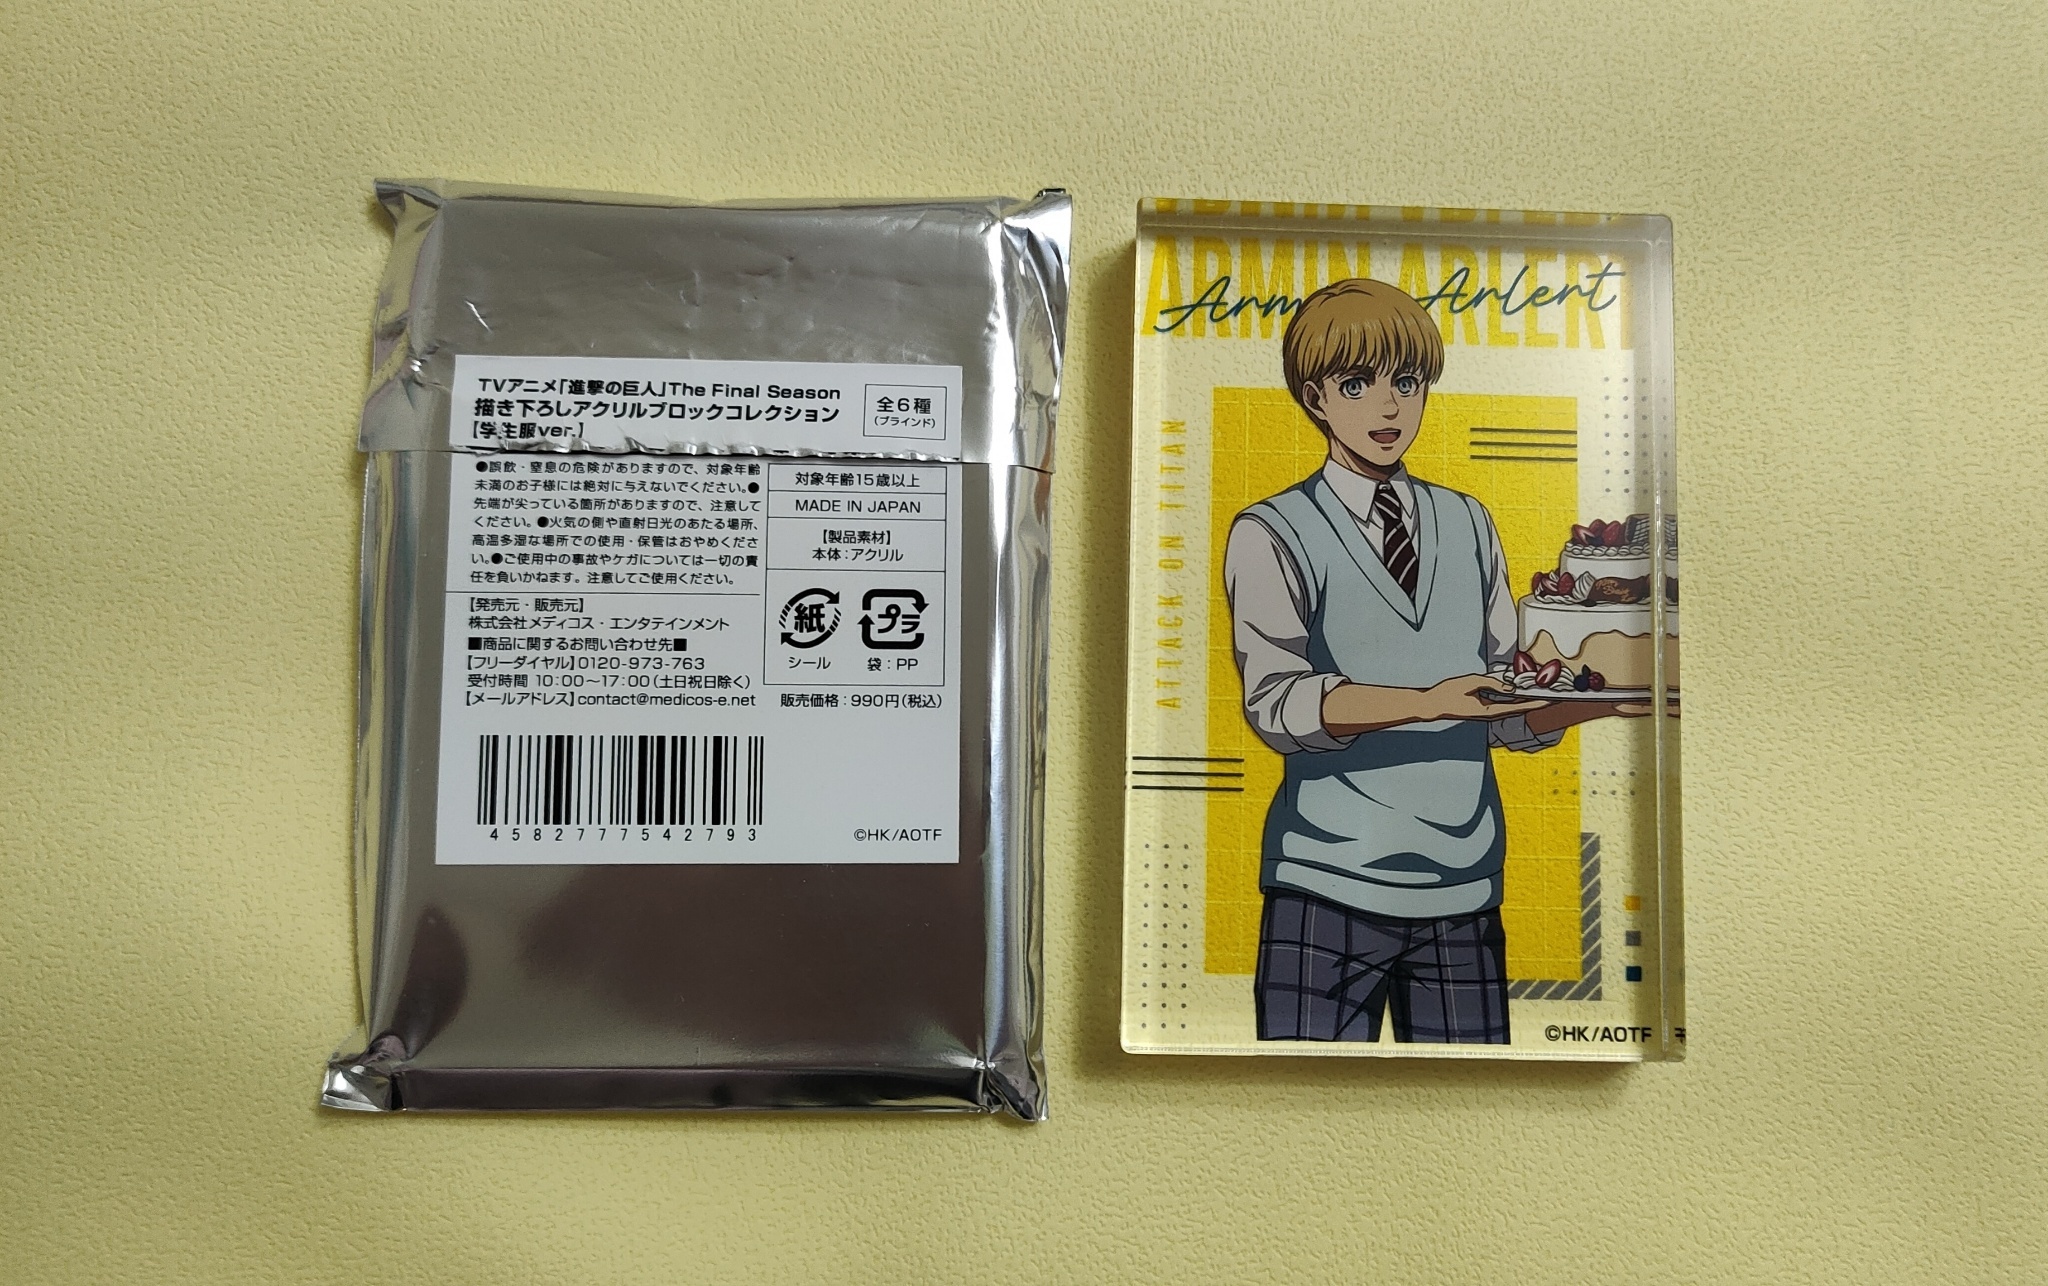 TVアニメ「進撃の巨人」The Final Season
描き下ろしアクリルブロックコレクション
【学生服ver.】
全6種
(ブラインド)
●誤飲・窒息の危険がありますので、対象年齢
未満のお子様には絶対に与えないでください。●
先端が尖っている箇所がありますので、注意して
ください。●火気の側や直射日光のあたる場所、
高温多湿な場所での使用・保管はおやめくださ
い。●ご使用中の事故やケガについては一切の責
任を負いかねます。注意してご使用ください。
対象年齢15歳以上
MADE IN JAPAN
【製品素材】
本体:アクリル
紙
シール
プラ
袋:PP
【発売元・販売元】
株式会社メディコス・エンタテインメント
■商品に関するお問い合わせ先■
【フリーダイヤル】0120-973-763
受付時間 10:00～17:00(土日祝日除く)
【メールアドレス】contact@medicos-e.net
販売価格:990円(税込)
4582777542793
©HK/AOTF
ARMIN ARLERT
ARMIN ARLERT
Arm Arlert
ATTACK ON TITAN
©HK/AOTF